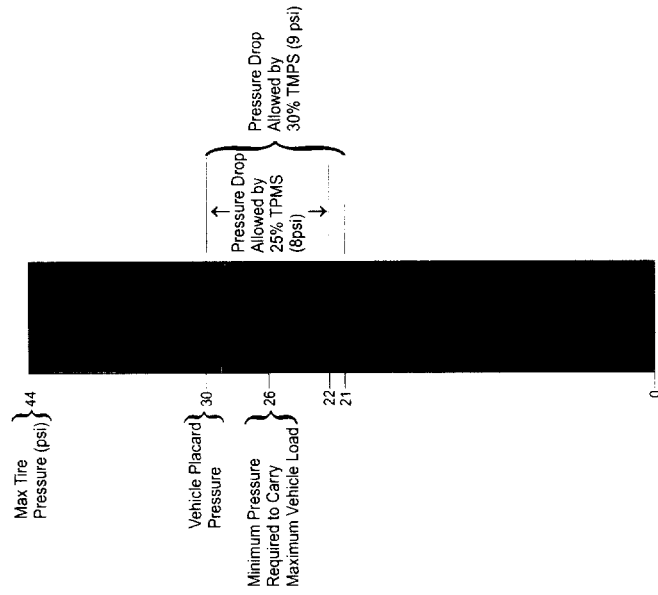 Max Tire
Pressure (psi)
44
Vehicle Placard
Pressure
30
Minimum Pressure
Required to Carry
Maximum Vehicle Load
26
22
21
0
Pressure Drop
Allowed by
25% TPMS
(8psi)
Pressure Drop
Allowed by
30% TMPS (9 psi)